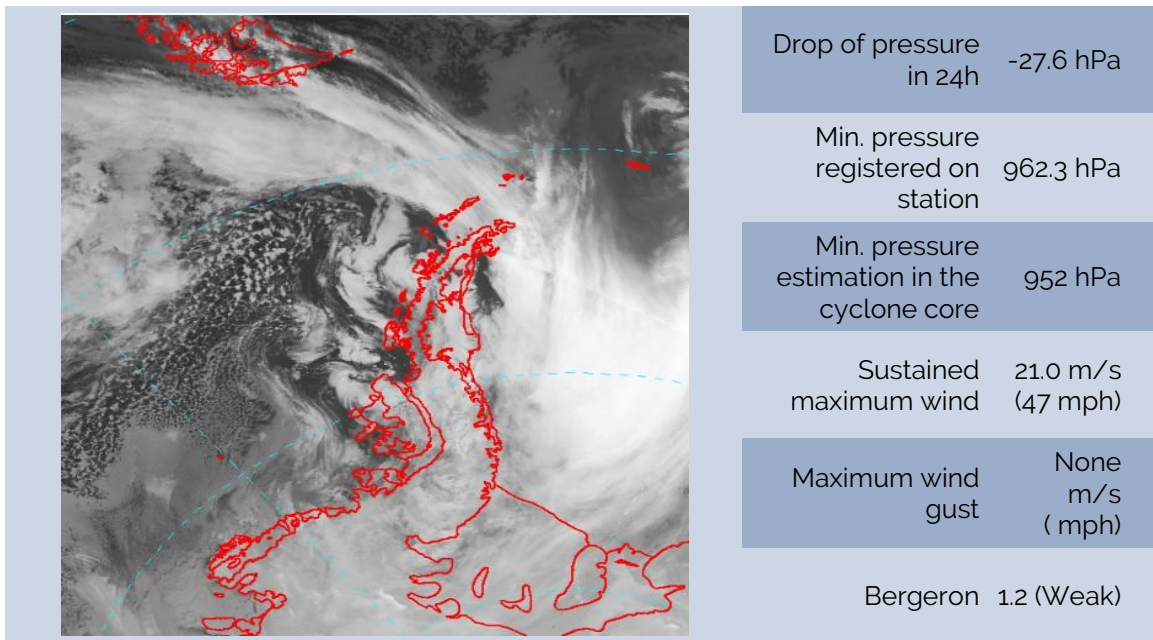 Drop of pressure
in 24h
-27.6 hPa
Min. pressure
registered on
station
962.3 hPa
Min. pressure
estimation in the
cyclone core
952 hPa
Sustained
maximum wind
21.0 m/s
(47 mph)
Maximum wind
gust
None
m/s
( mph)
Bergeron
1.2 (Weak)